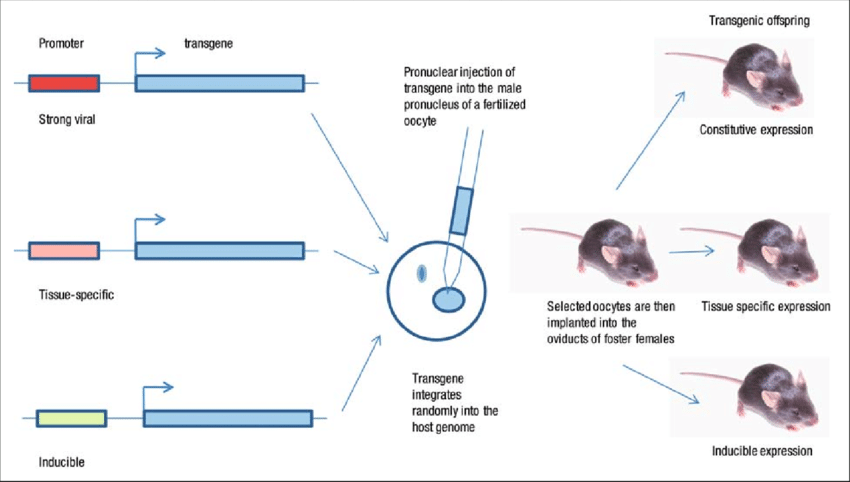 Promoter
transgene
Strong viral
Tissue-specific
Inducible
Pronuclear injection of
transgene into the male
pronucleus of a fertilized
oocyte
Transgene
integrates
randomly into the
host genome
Selected oocytes are then
implanted into the
oviducts of foster females
Transgenic offspring
Constitutive expression
Tissue specific expression
Inducible expression